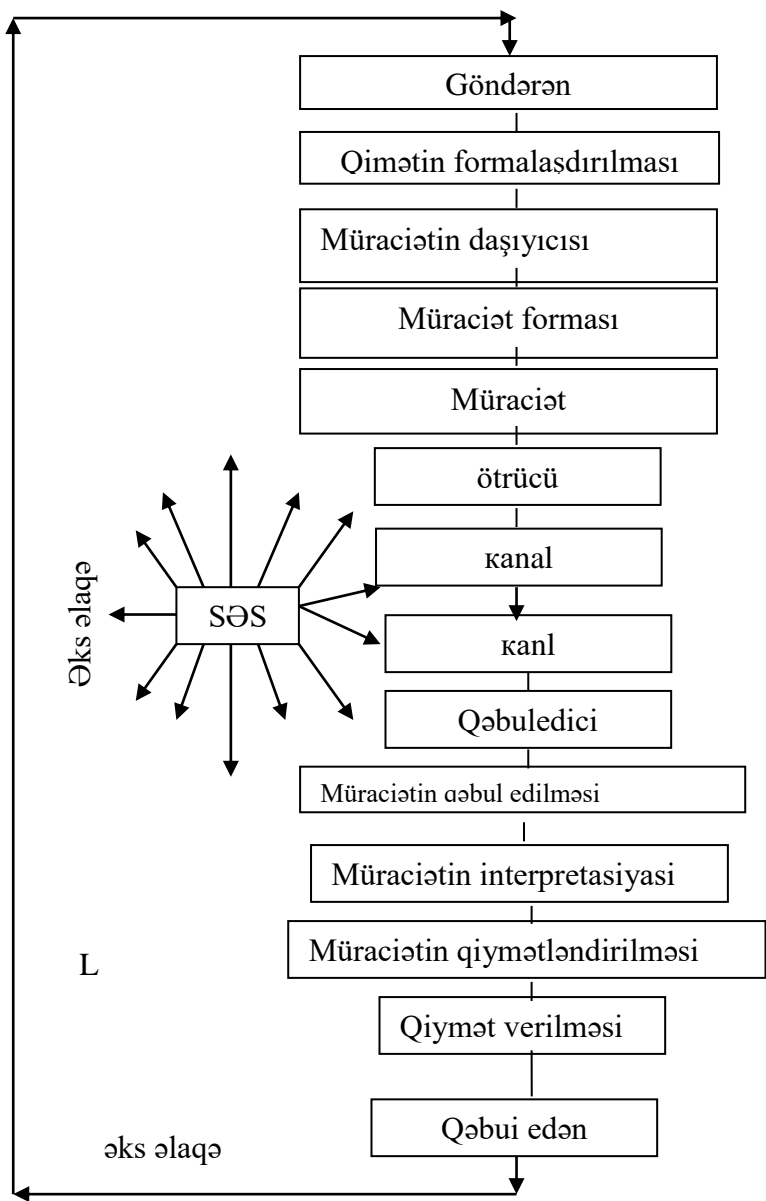 Göndərən
Qimətin formalaşdırılması
Müraciətin daşıyıcısı
Müraciət forması
Müraciət
ötrücü
кanal
SƏS
Əks əlaqə
кanl
Qəbuledici
Müraciətin qəbul edilməsi
Müraciətin interpretasiyasi
Müraciətin qiymətləndirilməsi
L
Qiymət verilməsi
Qəbui edən
əks əlaqə